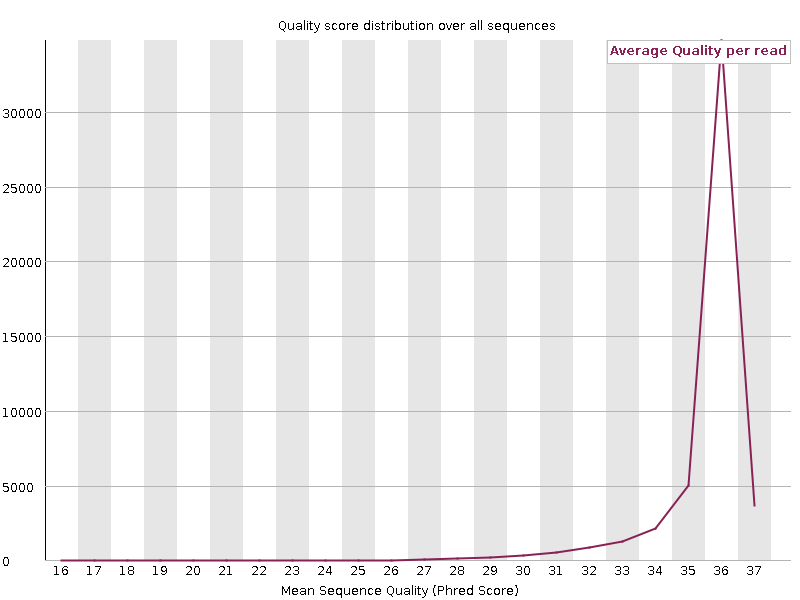 Quality score distribution over all sequences
Average Quality per read
30000
25000
20000
15000
10000
5000
0
16 17 18 19 20 21 22 23 24 25 26 27 28 29 30 31 32 33 34 35 36 37
Mean Sequence Quality (Phred Score)